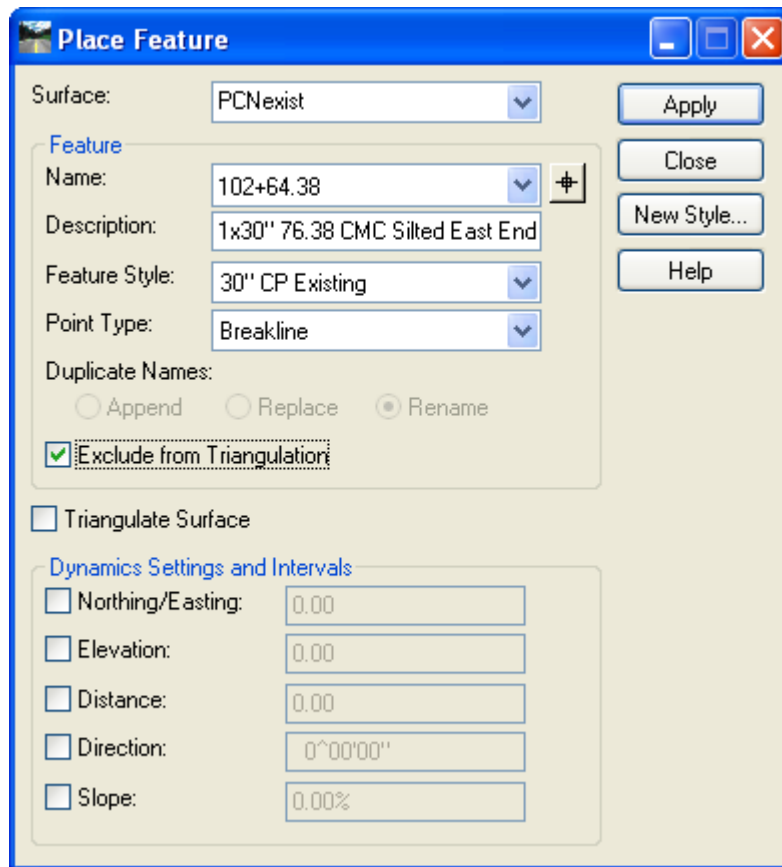 Place Feature
Surface: PCNexist
Apply
Feature
Close
Name: 102+64.38
New Style...
Description: 1x30" 76.38 CMC Silted East End
Help
Feature Style: 30" CP Existing
Point Type: Breakline
Duplicate Names:
Append Replace Rename
Exclude from Triangulation
Triangulate Surface
Dynamics Settings and Intervals
Northing/Easting: 0.00
Elevation: 0.00
Distance: 0.00
Direction: 0^00'00"
Slope: 0.00%